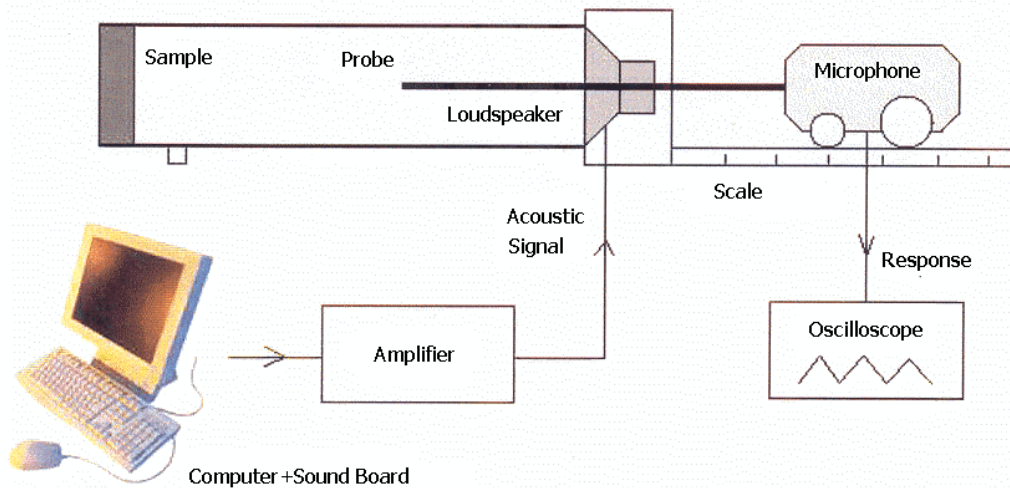 Sample
Probe
Microphone
Loudspeaker
Scale
Acoustic
Signal
Response
Amplifier
Oscilloscope
Computer +Sound Board